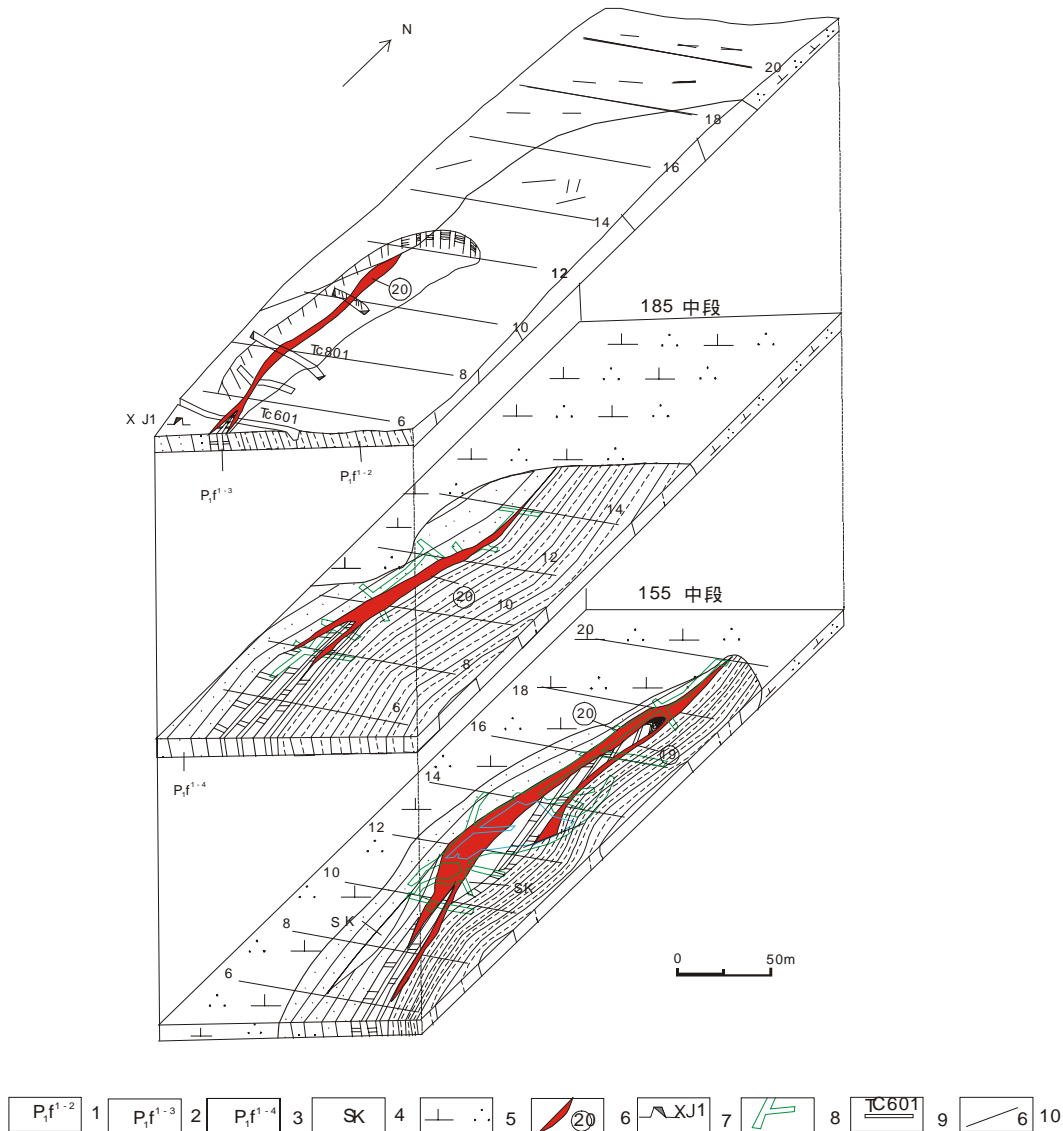 N
20
18
16
14
12
10
8
6
20
Tc801
Tc601
X J1
P₁f¹⁻³
P₁f¹⁻²
185 中段
14
12
10
8
6
20
P₁f¹⁻⁴
155 中段
20
18
16
14
12
10
8
6
20
19
SK
SK
0 50m
P₁f¹⁻² 1 P₁f¹⁻³ 2 P₁f¹⁻⁴ 3 SK 4 5 20 6 XJ1 7 8 TC601 9 6 10